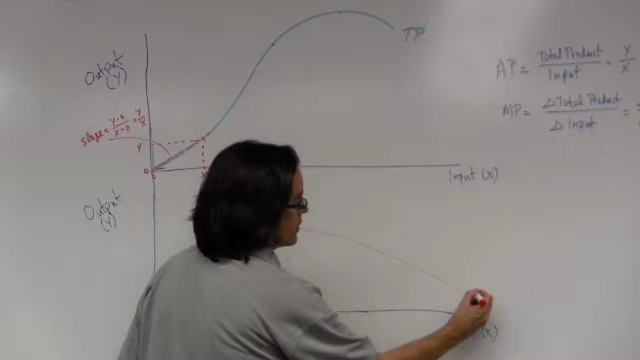 TP
Output
(Y)
AP = Total Product / Input = Y / X
MP = Δ Total Product / Δ Input =
slope = Y-0 / X-0 = Y / X
Y
0
Input (X)
Output
(Y)